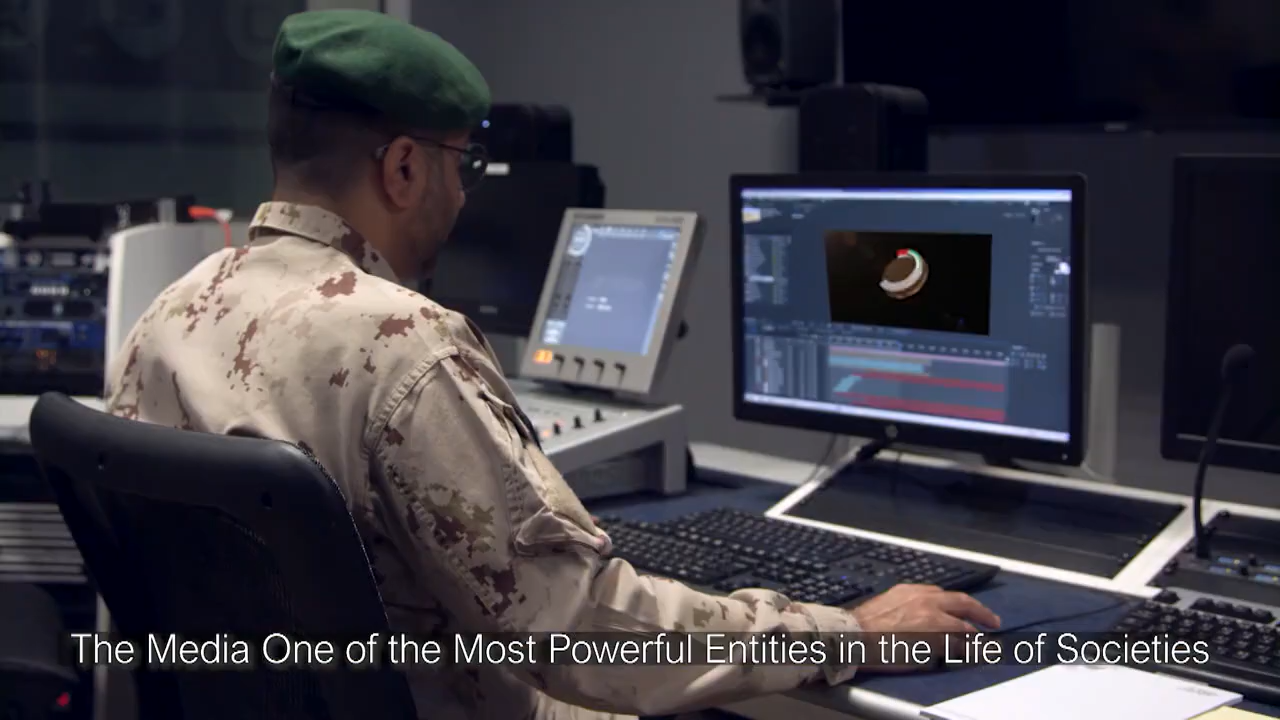 The Media One of the Most Powerful Entities in the Life of Societies